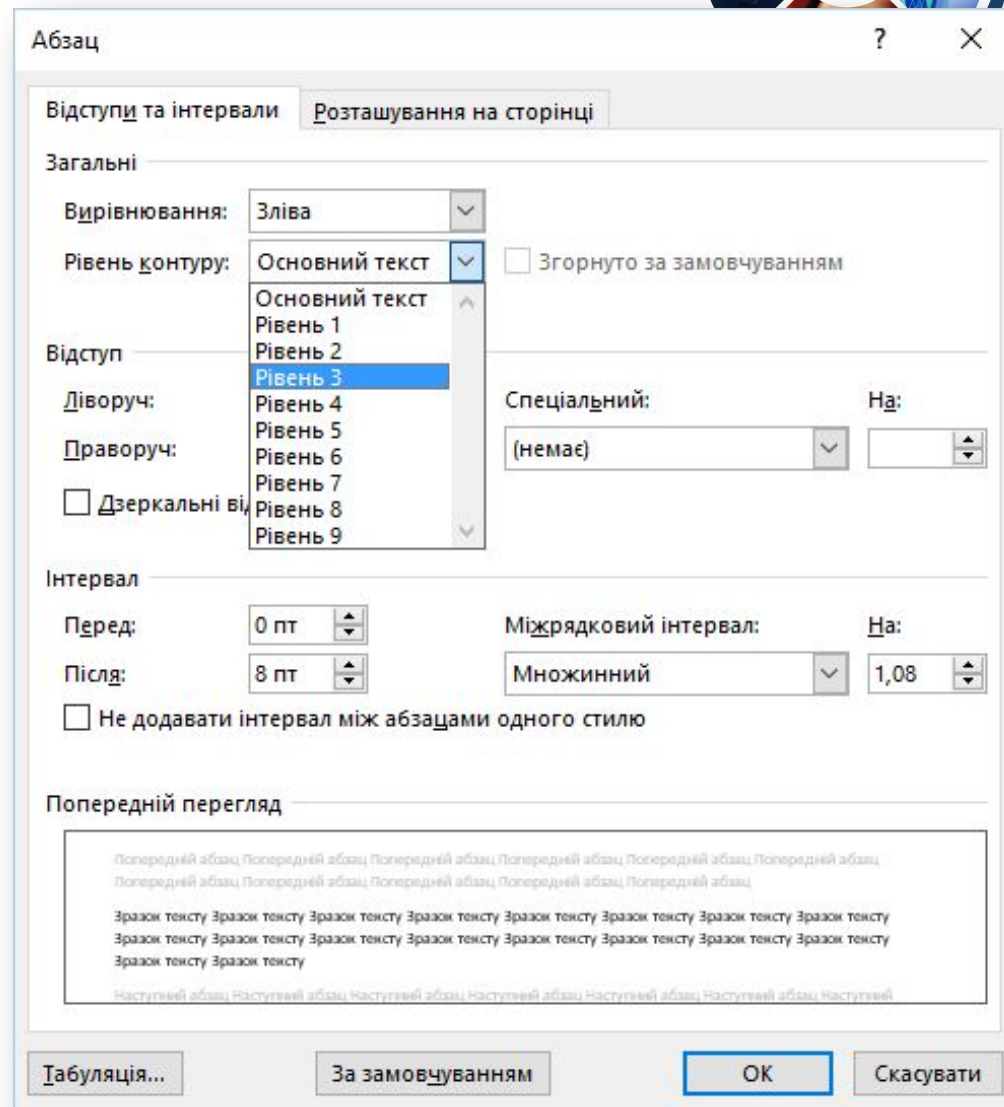 Абзац ?
Відступи та інтервали Розташування на сторінці
Загальні
Вирівнювання: Зліва
Рівень контуру: Основний текст Згорнуто за замовчуванням
Основний текст
Рівень 1
Рівень 2
Рівень 3
Рівень 4
Рівень 5
Рівень 6
Рівень 7
Рівень 8
Рівень 9
Відступ
Ліворуч: Спеціальний: На:
Праворуч: (немає)
Дзеркальні ві
Інтервал
Перед: 0 пт Міжрядковий інтервал: На:
Після: 8 пт Множинний 1,08
Не додавати інтервал між абзацами одного стилю
Попередній перегляд
Попередній абзац Попередній абзац Попередній абзац Попередній абзац Попередній абзац Попередній абзац
Попередній абзац Попередній абзац Попередній абзац Попередній абзац Попередній абзац
Зразок тексту Зразок тексту Зразок тексту Зразок тексту Зразок тексту Зразок тексту Зразок тексту Зразок тексту
Зразок тексту Зразок тексту Зразок тексту Зразок тексту Зразок тексту Зразок тексту Зразок тексту Зразок тексту
Зразок тексту Зразок тексту
Наступний абзац Наступний абзац Наступний абзац Наступний абзац Наступний абзац Наступний абзац Наступний
Табуляція... За замовчуванням ОК Скасувати